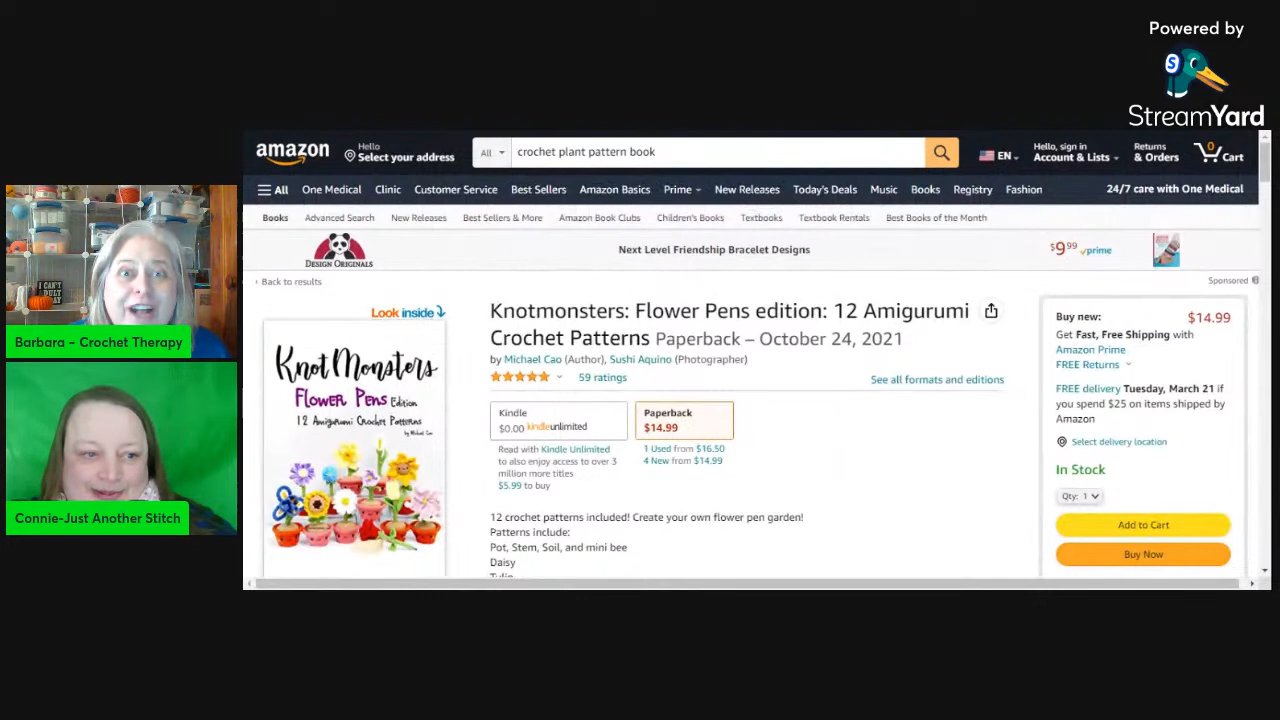 Powered by
S
StreamYard
amazon
Hello
Select your address
All
crochet plant pattern book
EN
Hello, sign in
Account & Lists
Returns
& Orders
0
Cart
All
One Medical
Clinic
Customer Service
Best Sellers
Amazon Basics
Prime
New Releases
Today's Deals
Music
Books
Registry
Fashion
24/7 care with One Medical
Books
Advanced Search
New Releases
Best Sellers & More
Amazon Book Clubs
Children's Books
Textbooks
Textbook Rentals
Best Books of the Month
DESIGN ORIGINALS
Next Level Friendship Bracelet Designs
$9.99
prime
‹ Back to results
Sponsored
Look inside
Knot Monsters
Flower Pens Edition
12 Amigurumi Crochet Patterns
by Michael Cao
Knotmonsters: Flower Pens edition: 12 Amigurumi
Crochet Patterns Paperback – October 24, 2021
by Michael Cao (Author), Sushi Aquino (Photographer)
59 ratings
See all formats and editions
Kindle
$0.00 kindleunlimited
Read with Kindle Unlimited
to also enjoy access to over 3
million more titles
$5.99 to buy
Paperback
$14.99
1 Used from $16.50
4 New from $14.99
12 crochet patterns included! Create your own flower pen garden!
Patterns include:
Pot, Stem, Soil, and mini bee
Daisy
Tulip
Buy new:
$14.99
Get Fast, Free Shipping with
Amazon Prime
FREE Returns
FREE delivery Tuesday, March 21 if
you spend $25 on items shipped by
Amazon
Select delivery location
In Stock
Qty: 1
Add to Cart
Buy Now
I CAN'T
ADULT
TODAY
Barbara – Crochet Therapy
Connie-Just Another Stitch